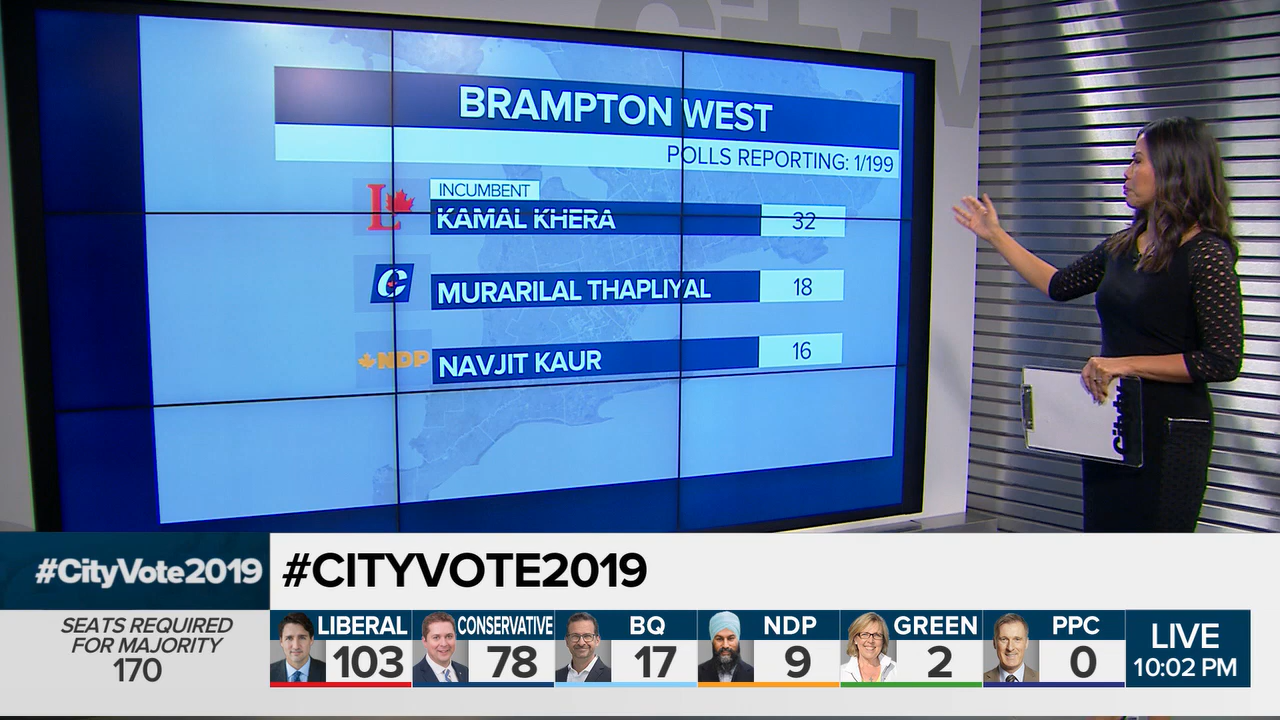 Cityv
BRAMPTON WEST
POLLS REPORTING: 1/199
L
INCUMBENT
KAMAL KHERA 32
C
MURARILAL THAPLIYAL 18
NDP
NAVJIT KAUR 16
City
#CityVote2019
#CITYVOTE2019
SEATS REQUIRED
FOR MAJORITY
170
LIBERAL
103
CONSERVATIVE
78
BQ
17
NDP
9
GREEN
2
PPC
0
LIVE
10:02 PM